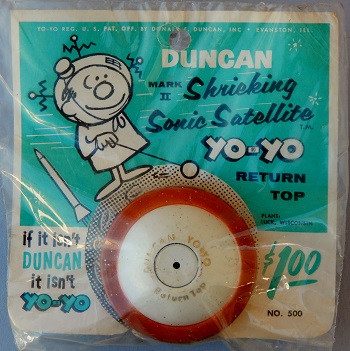 YO-YO REG. U. S. PAT. OFF. BY DONALD F. DUNCAN, INC • EVANSTON, ILL.
DUNCAN
MARK II Shrieking
Sonic Satellite T.M.
YO-YO
RETURN
TOP
PLANT:
LUCK, WISCONSIN
if it isn't
DUNCAN
it isn't
YO-YO
DUNCAN YO-YO
Return Top
$1.00
NO. 500